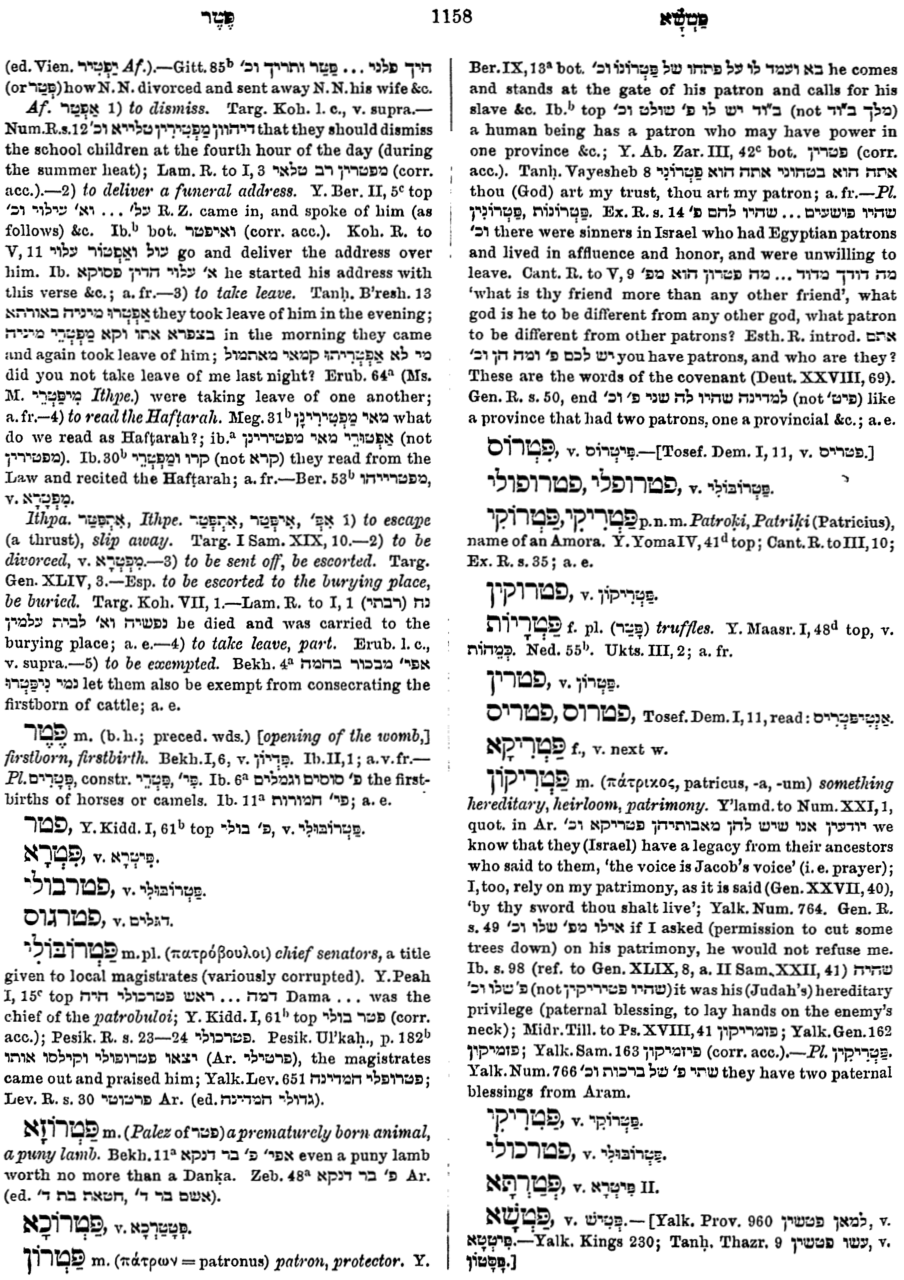 פֶּטֶר 1158 פַּטְשָׁא
(ed. Vien. יַפְטִיר Af.).—Gitt. 85b הֵיךְ פלני ... פַּטֵּר ותריך וכ'
(or פְּטַר) how N. N. divorced and sent away N. N. his wife &c.
Af. אַפְטֵר 1) to dismiss. Targ. Koh. l. c., v. supra.—
Num. R. s. 12 דיהוון מַפְטִירִין טלייא וכ' that they should dismiss
the school children at the fourth hour of the day (during
the summer heat); Lam. R. to I, 3 מפטרין רב טלאי (corr.
acc.).—2) to deliver a funeral address. Y. Ber. II, 5c top
על' ... וא' עילוי וכ' R. Z. came in, and spoke of him (as
follows) &c. Ib.b bot. ואיפטר (corr. acc.). Koh. R. to
V, 11 עול וַאַפְטוֹר עלוי go and deliver the address over
him. Ib. א' עלוי הדין פסוקא he started his address with
this verse &c.; a. fr.—3) to take leave. Tanḥ. B'resh. 13
אַפְטְרוּ מיניה באורתא they took leave of him in the evening;
בצפרא אתו וקא מַפְטְרֵי מיניה in the morning they came
and again took leave of him; מי לא אַפְטְרִיתוּ קמאי מאתמול
did you not take leave of me last night? Erub. 64a (Ms.
M. מִיפַּטְרֵי Ithpe.) were taking leave of one another;
a. fr.—4) to read the Hafṭarah. Meg. 31b מאי מַפְטִירִינָן what
do we read as Hafṭarah?; ib.a אַפְטוּרֵי מאי מפטירינן (not
מפטירין). Ib. 30b קרו ומַפְטְרֵי (not קרא) they read from the
Law and recited the Hafṭarah; a. fr.—Ber. 53b מפטרייהו,
v. מִפְטָרָא.
Ithpa. אִתְפַּטַּר, Ithpe. אִתְפְּטַר, אִיפְּטַר, אִפְּ' 1) to escape
(a thrust), slip away. Targ. I Sam. XIX, 10.—2) to be
divorced, v. מִפְטָרָא.—3) to be sent off, be escorted. Targ.
Gen. XLIV, 3.—Esp. to be escorted to the burying place,
be buried. Targ. Koh. VII, 1.—Lam. R. to I, 1 (רבתי) נח
נפשיה וא' לבית עלמין he died and was carried to the
burying place; a. e.—4) to take leave, part. Erub. l. c.,
v. supra.—5) to be exempted. Bekh. 4a אפי' מבכור בהמה
נמי נִיפַּטְרוּ let them also be exempt from consecrating the
firstborn of cattle; a. e.
פֶּטֶר m. (b. h.; preced. wds.) [opening of the womb,]
firstborn, firstbirth. Bekh. I, 6, v. פִּדְיוֹן. Ib. II, 1; a. v. fr.—
Pl. פְּטָרִים, constr. פִּטְרֵי, פִּי'. Ib. 6a פ' סוסים וגמלים the first-
births of horses or camels. Ib. 11a פי' חמורות; a. e.
פטר, Y. Kidd. I, 61b top פ' בולי, v. פַּטְרוֹבּוּלֵי.
פִּטְרָא, v. פִּיטְרָא.
פטרבולי, v. פַּטְרוֹבּוּלֵי.
פטרגוס, v. דגלים.
פַּטְרוֹבּוּלֵי m. pl. (πατρόβουλοι) chief senators, a title
given to local magistrates (variously corrupted). Y. Peah
I, 15c top דמה ... ראש פטרכולי היה Dama ... was the
chief of the patrobuloi; Y. Kidd. I, 61b top פטר בולי (corr.
acc.); Pesik. R. s. 23—24 פטרכולי. Pesik. Ul'kaḥ., p. 182b
יצאו פטרופולי וקילסו אותו (Ar. פרטילי), the magistrates
came out and praised him; Yalk. Lev. 651 פטרופלי המדינה;
Lev. R. s. 30 פרטוטי Ar. (ed. גדולי המדינה).
פַּטְרוֹזָא m. (Palez of פטר) a prematurely born animal,
a puny lamb. Bekh. 11a אפי' פ' בר דנקא even a puny lamb
worth no more than a Danḳa. Zeb. 48a פ' בר דנקא Ar.
(ed. אשם בר ד', חטאת בת ד').
פַּטְרוֹכָא, v. פְּטַטְרְכָא.
פַּטְרוֹן m. (πάτρων = patronus) patron, protector. Y.
Ber. IX, 13a bot. בא ועמד לו על פתחו של פַּטְרוֹנוֹ וכ' he comes
and stands at the gate of his patron and calls for his
slave &c. Ib.b top ב"וד יש לו פ' שולט וכ' (not מלך ב"וד)
a human being has a patron who may have power in
one province &c.; Y. Ab. Zar. III, 42c bot. פטרין (corr.
acc.). Tanḥ. Vayesheb 8 אתה הוא בטחוני אתה הוא פַּטְרוֹנִי
thou (God) art my trust, thou art my patron; a. fr.—Pl.
פַּטְרוֹנוֹת, פַּטְרוֹנִין. Ex. R. s. 14 שהיו פושעים ... שהיו להם פ'
וכ' there were sinners in Israel who had Egyptian patrons
and lived in affluence and honor, and were unwilling to
leave. Cant. R. to V, 9 מה דודך מדוד ... מה פטרון הוא מפ'
'what is thy friend more than any other friend', what
god is he to be different from any other god, what patron
to be different from other patrons? Esth. R. introd. אתם
יש לכם פ' ומה הן וכ' you have patrons, and who are they?
These are the words of the covenant (Deut. XXVIII, 69).
Gen. R. s. 50, end למדינה שהיו לה שני פ' וכ' (not פיט') like
a province that had two patrons, one a provincial &c.; a. e.
פִּטְרוֹס, v. פִּיטְרוֹס.—[Tosef. Dem. I, 11, v. פטריס.]
פטרופלי, פטרופולי, v. פַּטְרוֹבּוּלֵי.
פַּטְרִיקִי, פַּטְרוֹקִי p. n. m. Patroḳi, Patriḳi (Patricius),
name of an Amora. Y. Yoma IV, 41d top; Cant. R. to III, 10;
Ex. R. s. 35; a. e.
פטרוקין, v. פַּטְרִיקוֹן.
פַּטְרִיוֹת f. pl. (פָּטַר) truffles. Y. Maasr. I, 48d top, v.
כְּמֵהוֹת. Ned. 55b. Ukts. III, 2; a. fr.
פטרין, v. פַּטְרוֹן.
פטרוס, פטריס, Tosef. Dem. I, 11, read: אַנְטִיפַּטְרִיס.
פַּטְרִיקָא f., v. next w.
פַּטְרִיקוֹן m. (πάτριχος, patricus, -a, -um) something
hereditary, heirloom, patrimony. Y'lamd. to Num. XXI, 1,
quot. in Ar. יודעין אנו שיש להן מאבותיהן פטריקא וכ' we
know that they (Israel) have a legacy from their ancestors
who said to them, 'the voice is Jacob's voice' (i. e. prayer);
I, too, rely on my patrimony, as it is said (Gen. XXVII, 40),
'by thy sword thou shalt live'; Yalk. Num. 764. Gen. R.
s. 49 אילו מפ' שלו וכ' if I asked (permission to cut some
trees down) on his patrimony, he would not refuse me.
Ib. s. 98 (ref. to Gen. XLIX, 8, a. II Sam. XXII, 41) שהיה
פ' שלו וכ' (not שהיו פטיריקין) it was his (Judah's) hereditary
privilege (paternal blessing, to lay hands on the enemy's
neck); Midr. Till. to Ps. XVIII, 41 פזמריקון; Yalk. Gen. 162
פזמיקון; Yalk. Sam. 163 פיזמיקון (corr. acc.).—Pl. פַּטְרִיקִין.
Yalk. Num. 766 שתי פ' של ברכות וכ' they have two paternal
blessings from Aram.
פַּטְרִיקִי, v. פַּטְרוֹקִי.
פטרכולי, v. פַּטְרוֹבּוּלֵי.
פְּטַרְתָּא, v. פִּיטְרָא II.
פַּטְשָׁא, v. פַּטִּישׁ.—[Yalk. Prov. 960 למאן פטשין, v.
פִּיטְטָא.—Yalk. Kings 230; Tanḥ. Thazr. 9 עשו פטשין, v.
פִּסְטוֹן.]